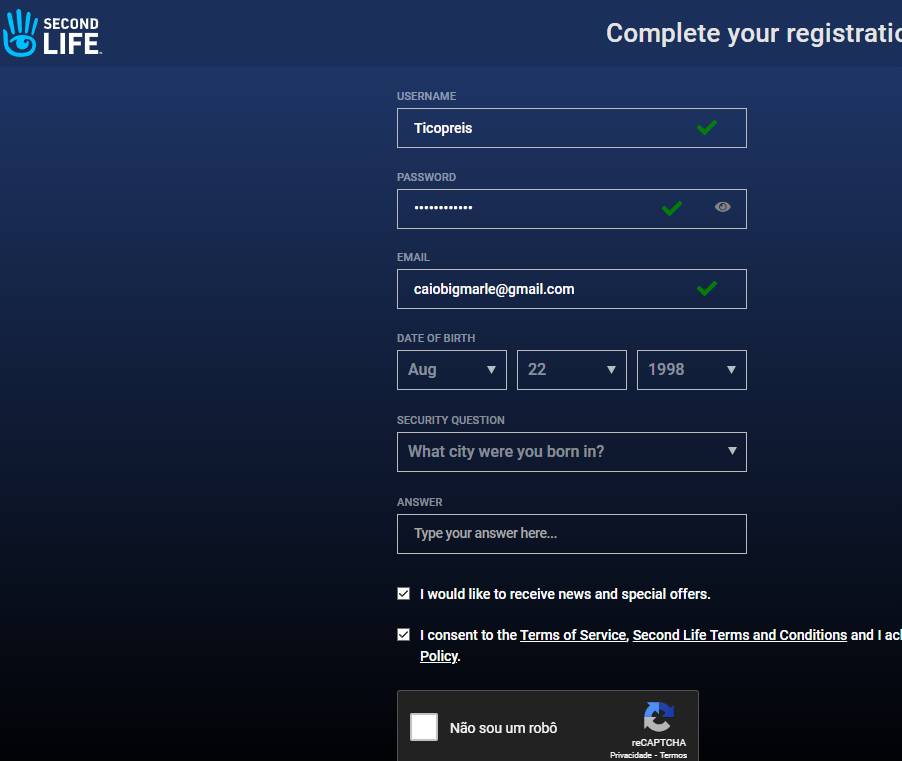 SECOND
LIFE
Complete your registratio
USERNAME
Ticopreis
PASSWORD
••••••••••••
EMAIL
caiobigmarle@gmail.com
DATE OF BIRTH
Aug 22 1998
SECURITY QUESTION
What city were you born in?
ANSWER
Type your answer here...
I would like to receive news and special offers.
I consent to the Terms of Service, Second Life Terms and Conditions and I ack
Policy.
Não sou um robô
reCAPTCHA
Privacidade - Termos